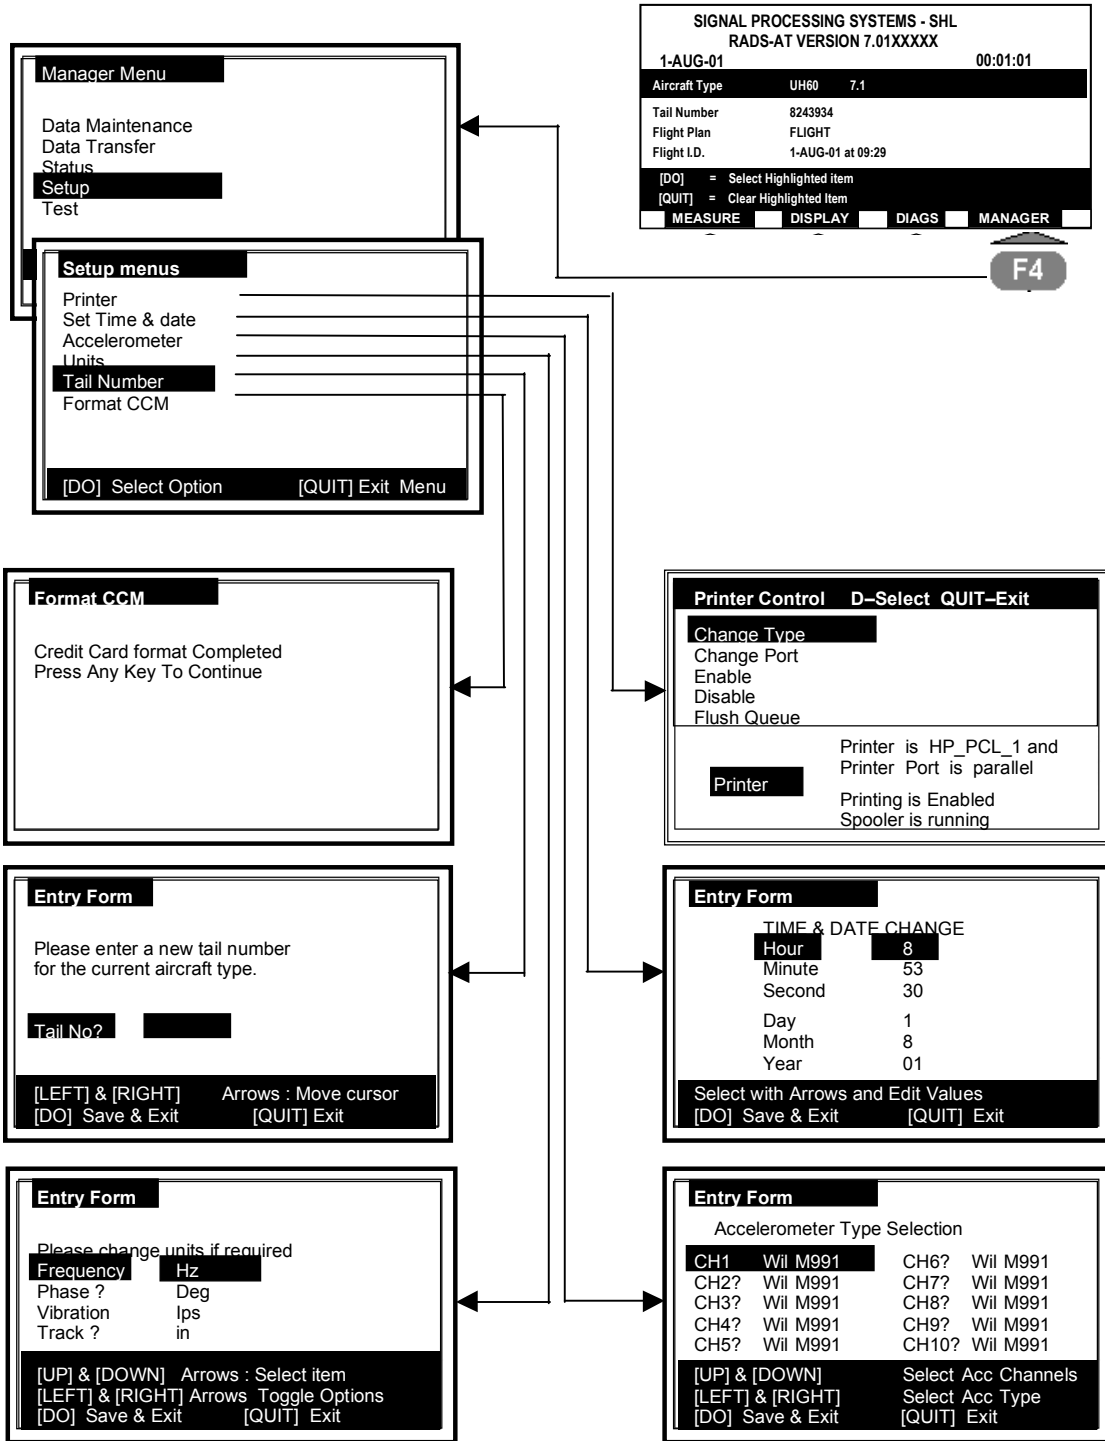 SIGNAL PROCESSING SYSTEMS - SHL
RADS-AT VERSION 7.01XXXXX
1-AUG-01 00:01:01
Aircraft Type UH60 7.1
Tail Number 8243934
Flight Plan FLIGHT
Flight I.D. 1-AUG-01 at 09:29
[DO] = Select Highlighted item
[QUIT] = Clear Highlighted Item
MEASURE DISPLAY DIAGS MANAGER
F4
Manager Menu
Data Maintenance
Data Transfer
Status
Setup
Test
Setup menus
Printer
Set Time & date
Accelerometer
Units
Tail Number
Format CCM
[DO] Select Option [QUIT] Exit Menu
Format CCM
Credit Card format Completed
Press Any Key To Continue
Printer Control D–Select QUIT–Exit
Change Type
Change Port
Enable
Disable
Flush Queue
Printer
Printer is HP_PCL_1 and
Printer Port is parallel
Printing is Enabled
Spooler is running
Entry Form
Please enter a new tail number
for the current aircraft type.
Tail No?
[LEFT] & [RIGHT] Arrows : Move cursor
[DO] Save & Exit [QUIT] Exit
Entry Form
TIME & DATE CHANGE
Hour 8
Minute 53
Second 30
Day 1
Month 8
Year 01
Select with Arrows and Edit Values
[DO] Save & Exit [QUIT] Exit
Entry Form
Please change units if required
Frequency Hz
Phase ? Deg
Vibration Ips
Track ? in
[UP] & [DOWN] Arrows : Select item
[LEFT] & [RIGHT] Arrows Toggle Options
[DO] Save & Exit [QUIT] Exit
Entry Form
Accelerometer Type Selection
CH1 Wil M991 CH6? Wil M991
CH2? Wil M991 CH7? Wil M991
CH3? Wil M991 CH8? Wil M991
CH4? Wil M991 CH9? Wil M991
CH5? Wil M991 CH10? Wil M991
[UP] & [DOWN] Select Acc Channels
[LEFT] & [RIGHT] Select Acc Type
[DO] Save & Exit [QUIT] Exit